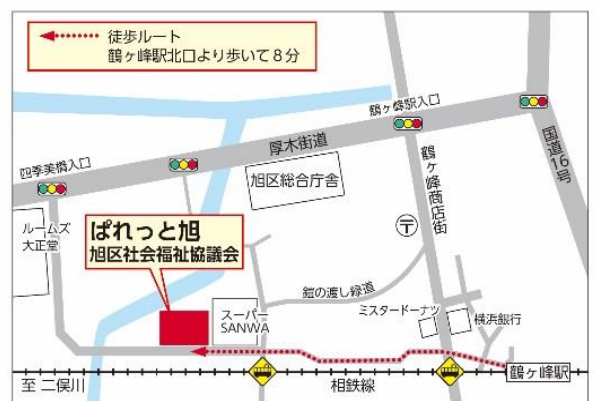 徒歩ルート
鶴ヶ峰駅北口より歩いて8分
鶴ヶ峰駅入口
厚木街道
国道16号
四季美橋入口
旭区総合庁舎
鶴ヶ峰商店街
〒
ルームズ
大正堂
ぱれっと旭
旭区社会福祉協議会
鎧の渡し緑道
スーパー
SANWA
ミスタードーナツ
横浜銀行
鶴ヶ峰駅
至 二俣川
相鉄線